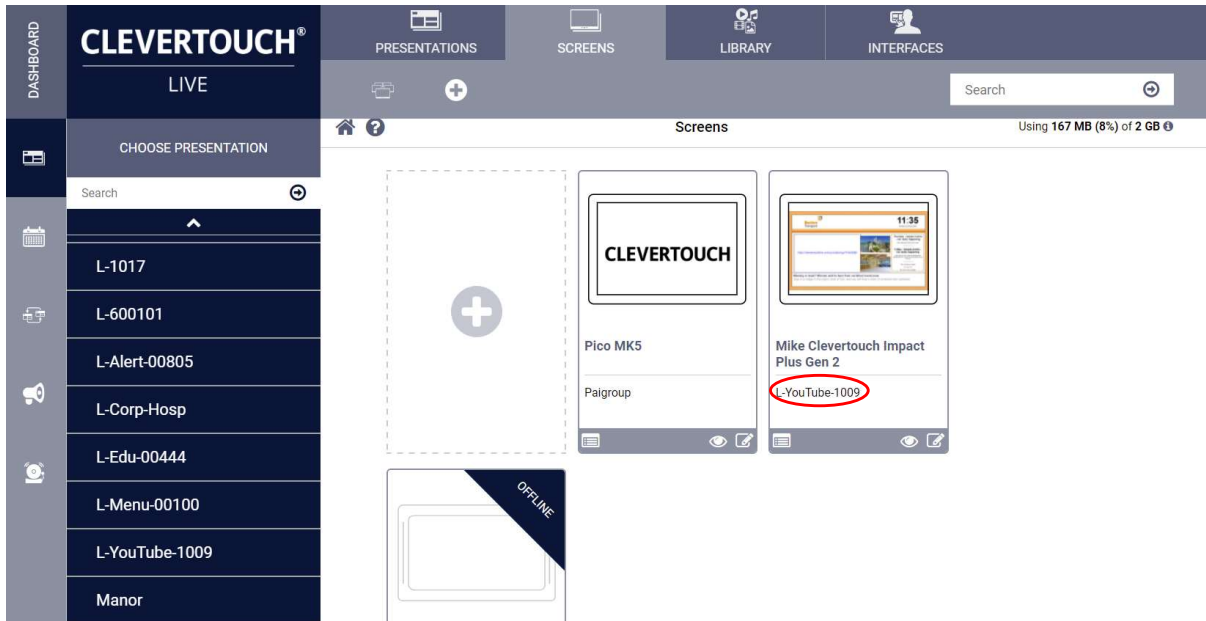 DASHBOARD
CLEVERTOUCH®
LIVE
PRESENTATIONS
SCREENS
LIBRARY
INTERFACES
Search
CHOOSE PRESENTATION
Search
Screens
Using 167 MB (8%) of 2 GB
L-1017
L-600101
L-Alert-00805
L-Corp-Hosp
L-Edu-00444
L-Menu-00100
L-YouTube-1009
Manor
CLEVERTOUCH
Pico MK5
Paigroup
11:35
Mike Clevertouch Impact
Plus Gen 2
L-YouTube-1009
OFFLINE